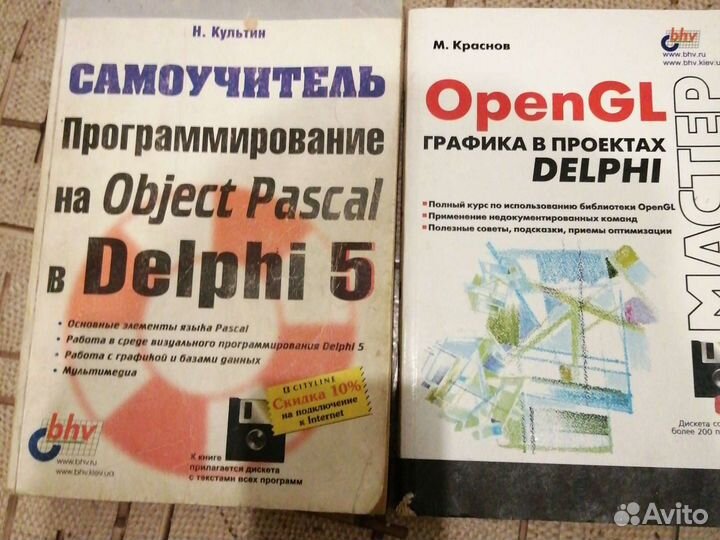 Н. Культин
САМОУЧИТЕЛЬ
Программирование
на Object Pascal
в Delphi 5
• Основные элементы языка Pascal
• Работа в среде визуального программирования Delphi 5
• Работа с графикой и базами данных
• Мультимедиа
CITYLINE
Скидка 10%
на подключение
к Internet
bhv
www.bhv.ru
www.bhv.kiev.ua
К книге
прилагается дискета
с текстами всех программ
М. Краснов
bhv
www.bhv.ru
www.bhv.kiev.ua
OpenGL
ГРАФИКА В ПРОЕКТАХ
DELPHI
Полный курс по использованию библиотеки OpenGL
Применение недокументированных команд
Полезные советы, подсказки, приемы оптимизации
МАСТЕР
Дискета
более 200
Avito